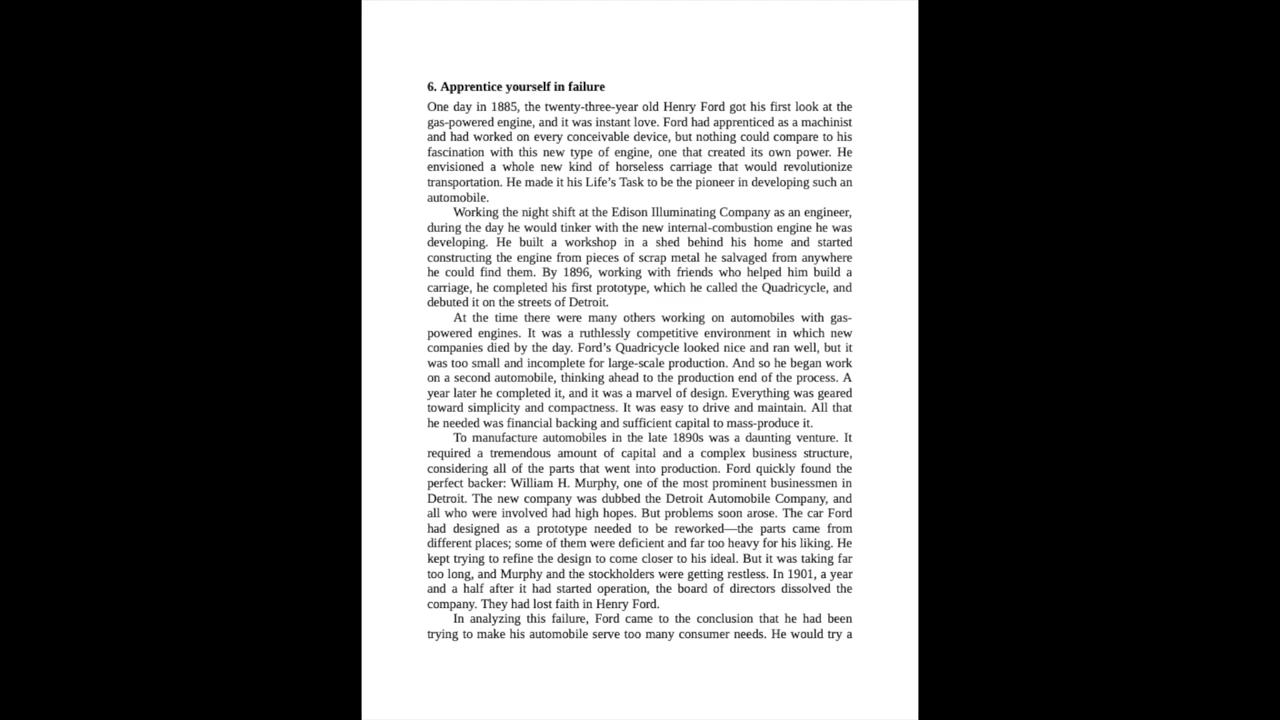 6. Apprentice yourself in failure
One day in 1885, the twenty-three-year old Henry Ford got his first look at the
gas-powered engine, and it was instant love. Ford had apprenticed as a machinist
and had worked on every conceivable device, but nothing could compare to his
fascination with this new type of engine, one that created its own power. He
envisioned a whole new kind of horseless carriage that would revolutionize
transportation. He made it his Life’s Task to be the pioneer in developing such an
automobile.
Working the night shift at the Edison Illuminating Company as an engineer,
during the day he would tinker with the new internal-combustion engine he was
developing. He built a workshop in a shed behind his home and started
constructing the engine from pieces of scrap metal he salvaged from anywhere
he could find them. By 1896, working with friends who helped him build a
carriage, he completed his first prototype, which he called the Quadricycle, and
debuted it on the streets of Detroit.
At the time there were many others working on automobiles with gas-
powered engines. It was a ruthlessly competitive environment in which new
companies died by the day. Ford’s Quadricycle looked nice and ran well, but it
was too small and incomplete for large-scale production. And so he began work
on a second automobile, thinking ahead to the production end of the process. A
year later he completed it, and it was a marvel of design. Everything was geared
toward simplicity and compactness. It was easy to drive and maintain. All that
he needed was financial backing and sufficient capital to mass-produce it.
To manufacture automobiles in the late 1890s was a daunting venture. It
required a tremendous amount of capital and a complex business structure,
considering all of the parts that went into production. Ford quickly found the
perfect backer: William H. Murphy, one of the most prominent businessmen in
Detroit. The new company was dubbed the Detroit Automobile Company, and
all who were involved had high hopes. But problems soon arose. The car Ford
had designed as a prototype needed to be reworked—the parts came from
different places; some of them were deficient and far too heavy for his liking. He
kept trying to refine the design to come closer to his ideal. But it was taking far
too long, and Murphy and the stockholders were getting restless. In 1901, a year
and a half after it had started operation, the board of directors dissolved the
company. They had lost faith in Henry Ford.
In analyzing this failure, Ford came to the conclusion that he had been
trying to make his automobile serve too many consumer needs. He would try a